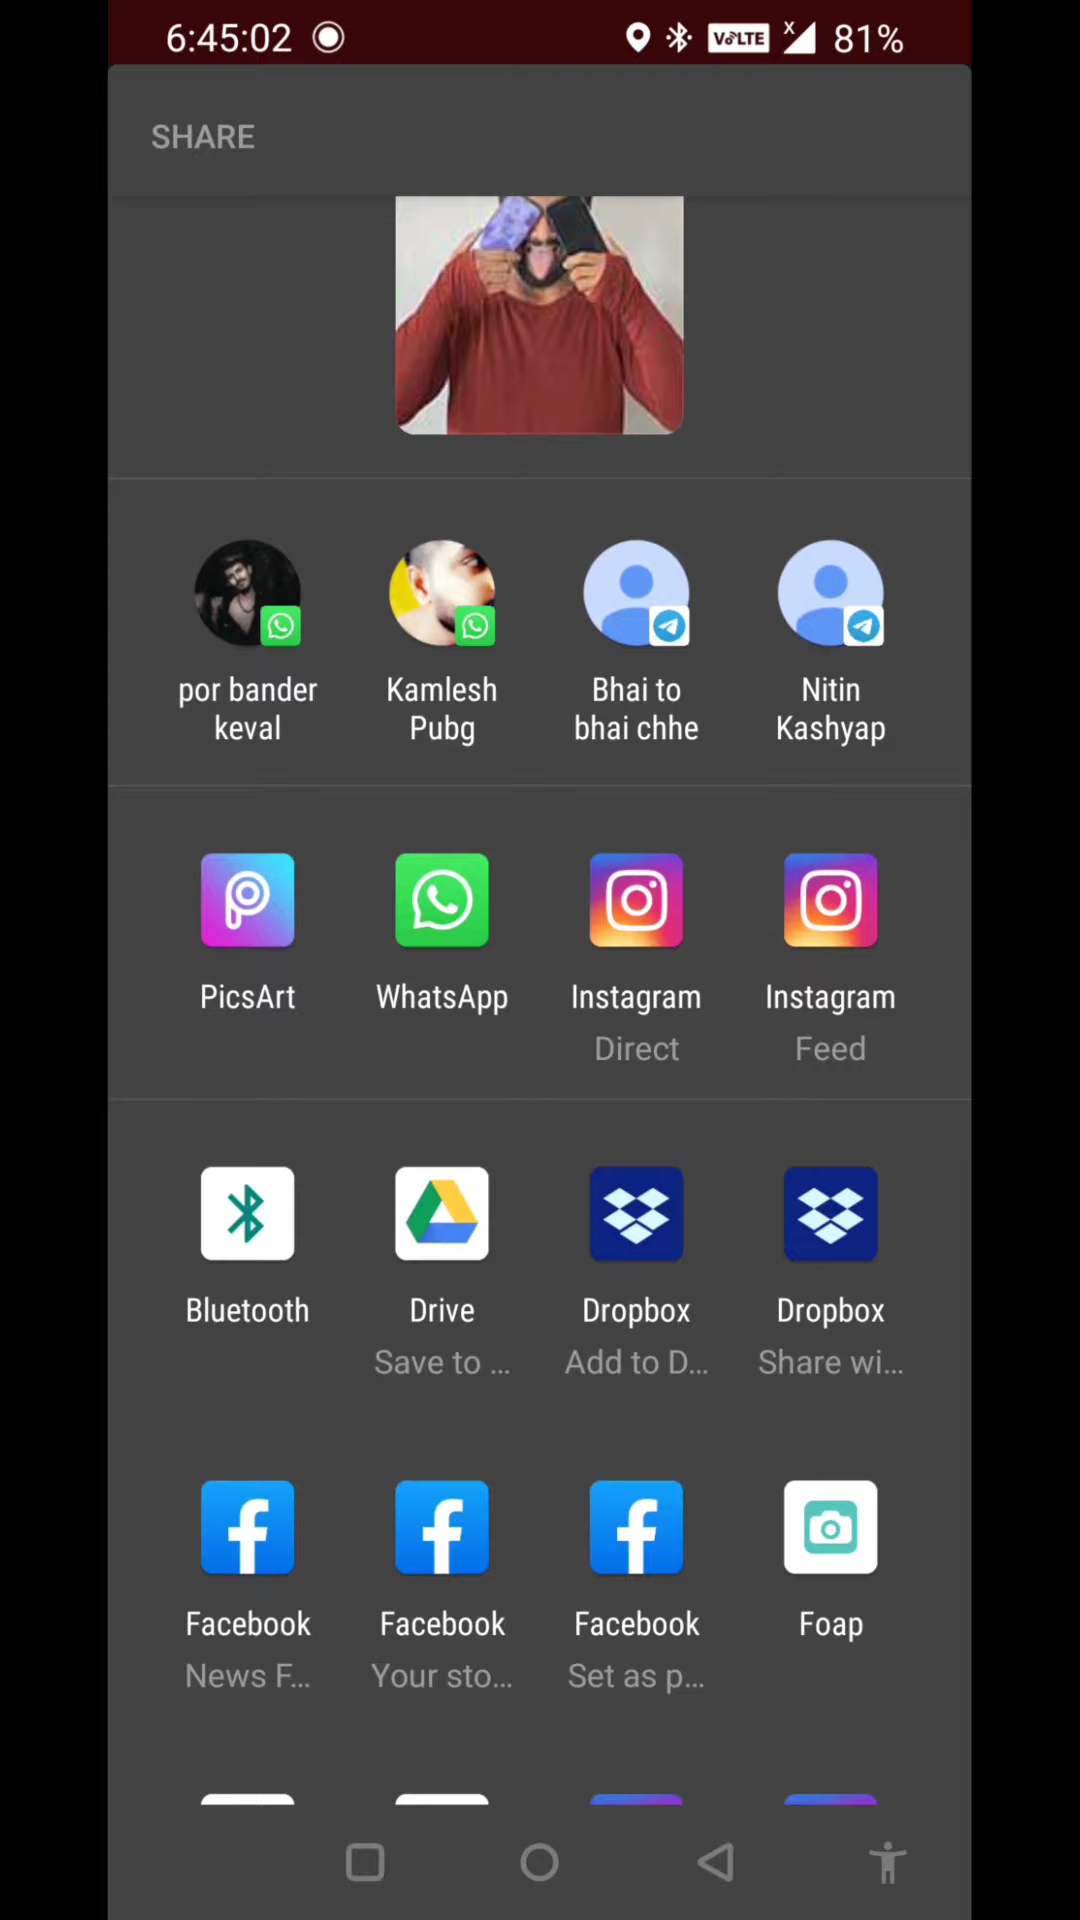 6:45:02 VoLTE x 81%
SHARE
por bander keval
Kamlesh Pubg
Bhai to bhai chhe
Nitin Kashyap
PicsArt
WhatsApp
Instagram
Direct
Instagram
Feed
Bluetooth
Drive
Save to ...
Dropbox
Add to D...
Dropbox
Share wi...
Facebook
News F...
Facebook
Your sto...
Facebook
Set as p...
Foap